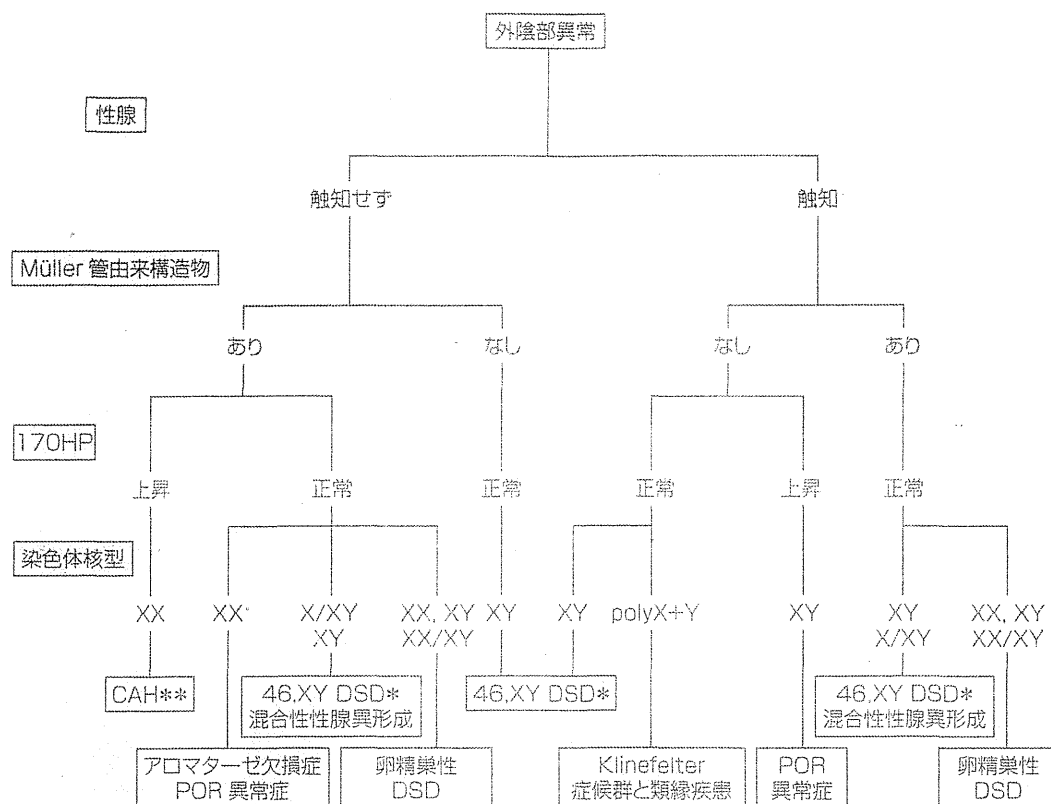 外陰部異常
性腺
触知せず 触知
Müller 管由来構造物
あり なし なし あり
17OHP
上昇 正常 正常 正常 上昇 正常
染色体核型
XX XX X/XY XX, XY XY XY polyX+Y XY XY XX, XY
XY XX/XY X/XY XX/XY
CAH** 46,XY DSD* 46,XY DSD* 46,XY DSD*
混合性性腺異形成 混合性性腺異形成
アロマターゼ欠損症 卵精巣性 Klinefelter POR 卵精巣性
POR 異常症 DSD 症候群と類縁疾患 異常症 DSD